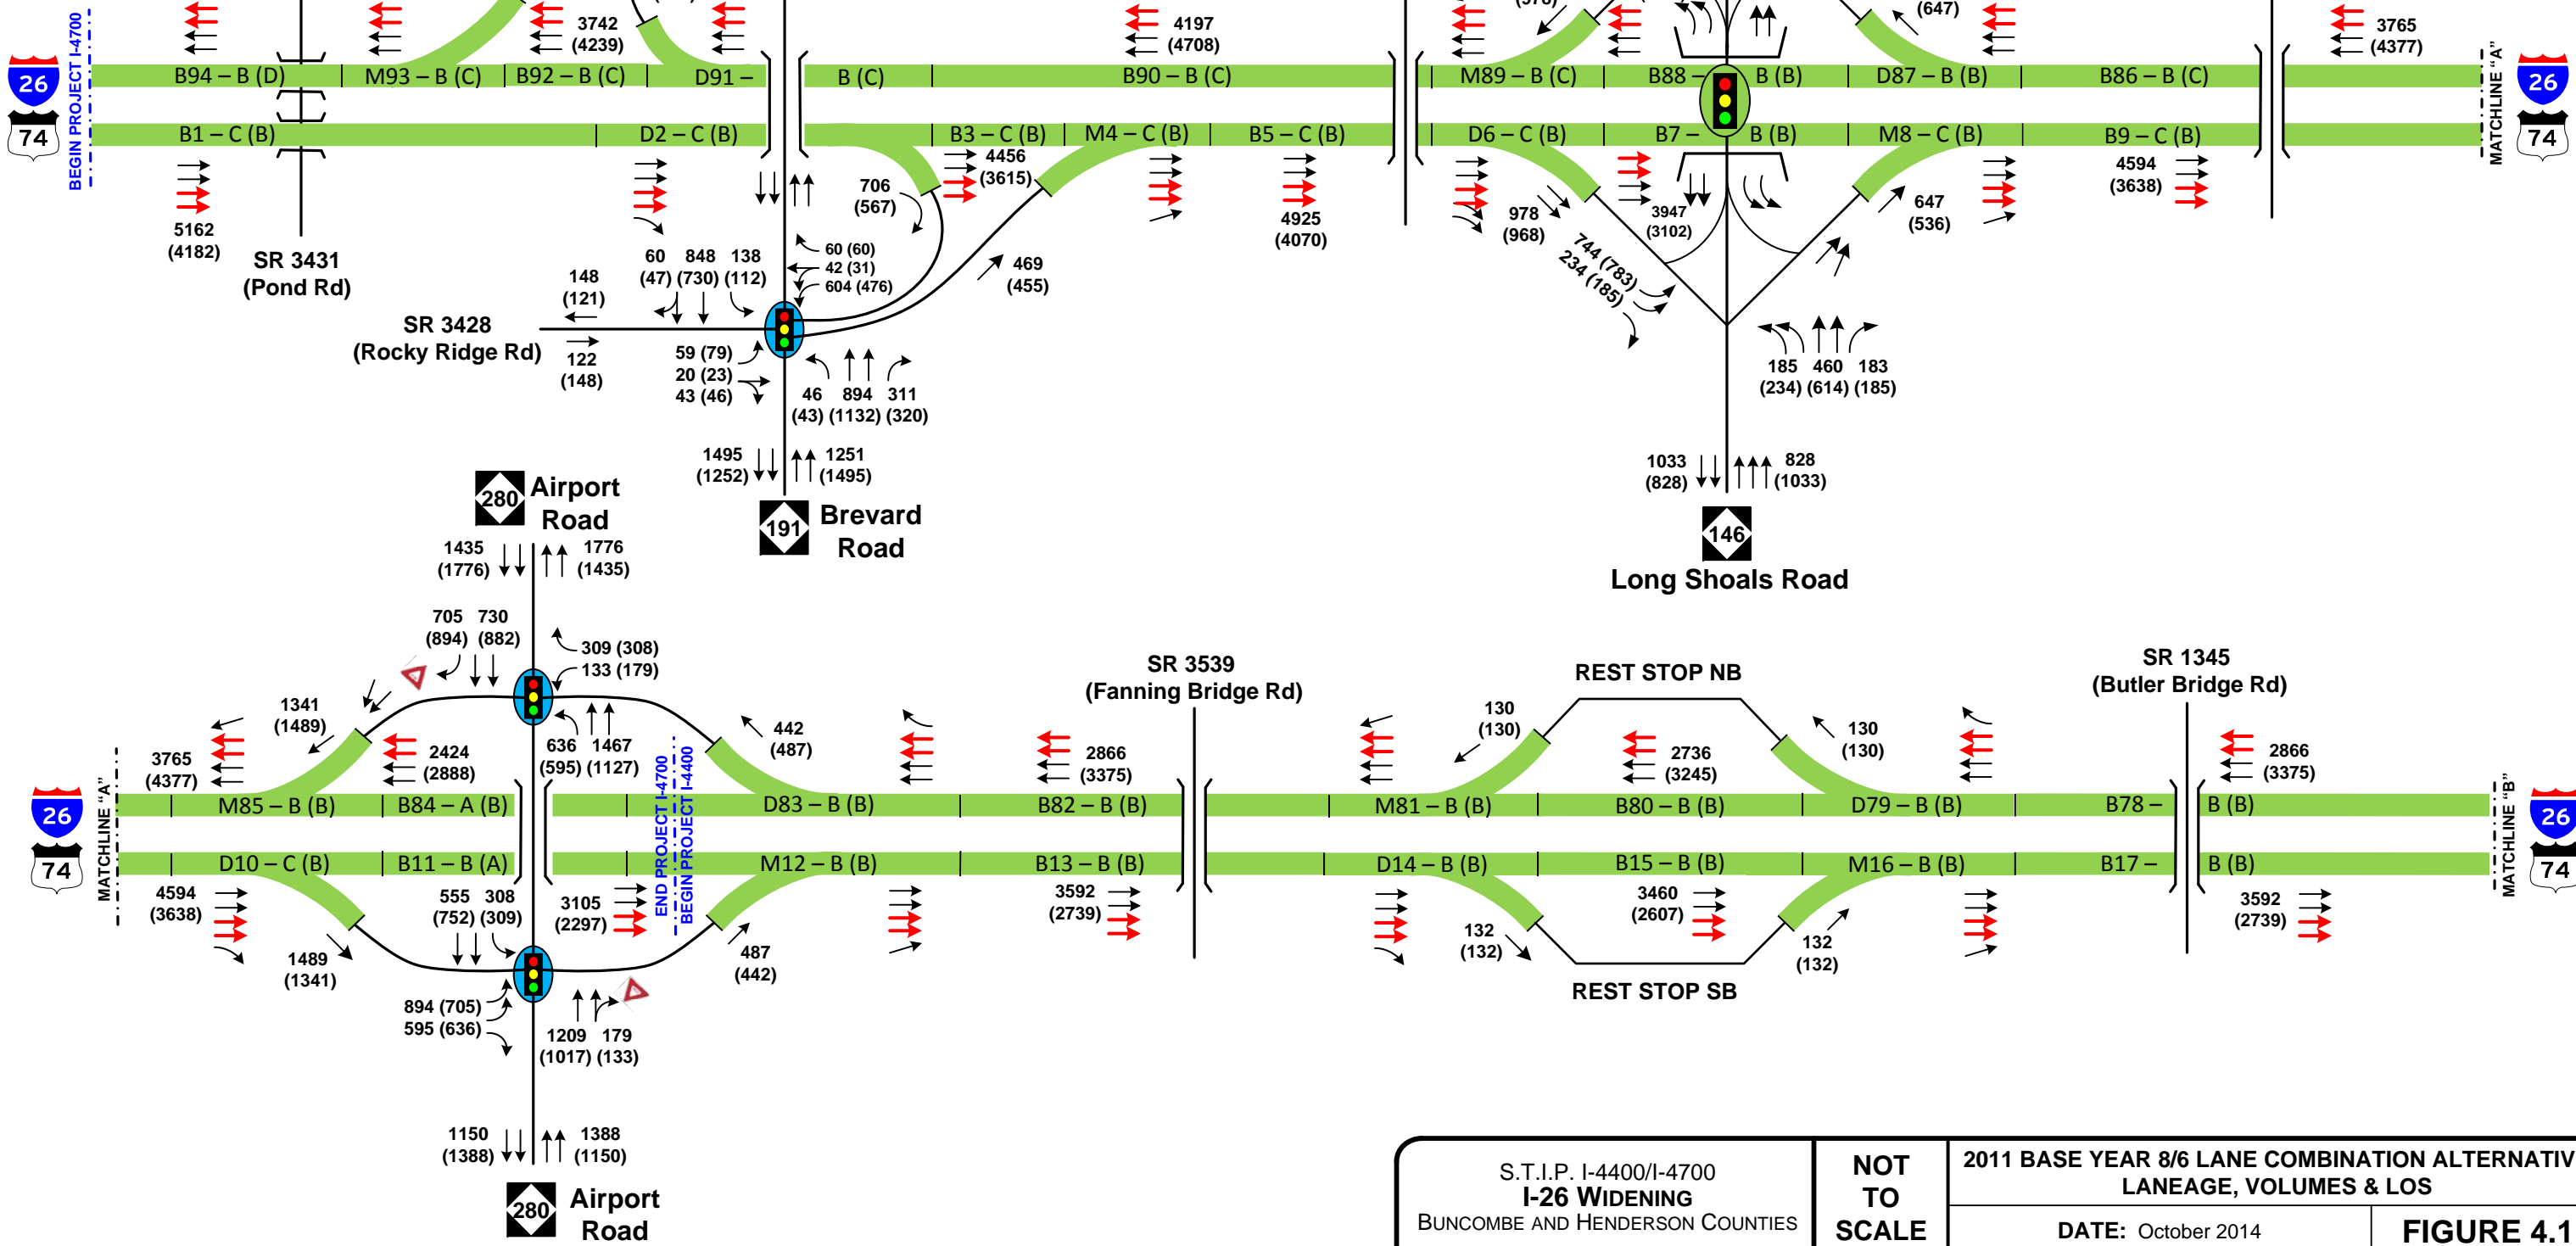 (647)
3742
(4239)
4197
(4708)
3765
(4377)
26
74
BEGIN PROJECT I-4700
B94 – B (D)
M93 – B (C)
B92 – B (C)
D91 –
B (C)
B90 – B (C)
M89 – B (C)
B88 –
B (B)
D87 – B (B)
B86 – B (C)
MATCHLINE "A"
26
74
B1 – C (B)
D2 – C (B)
B3 – C (B)
M4 – C (B)
B5 – C (B)
D6 – C (B)
B7 –
B (B)
M8 – C (B)
B9 – C (B)
5162
(4182)
SR 3431
(Pond Rd)
706
(567)
4456
(3615)
4925
(4070)
978
(968)
3947
(3102)
647
(536)
4594
(3638)
744 (783)
234 (185)
148
(121)
60
(47)
848
(730)
138
(112)
60 (60)
42 (31)
604 (476)
469
(455)
SR 3428
(Rocky Ridge Rd)
122
(148)
59 (79)
20 (23)
43 (46)
46
(43)
894
(1132)
311
(320)
185
(234)
460
(614)
183
(185)
1495
(1252)
1251
(1495)
1033
(828)
828
(1033)
191
Brevard
Road
146
Long Shoals Road
280
Airport
Road
1435
(1776)
1776
(1435)
705
(894)
730
(882)
309 (308)
133 (179)
1341
(1489)
636
(595)
1467
(1127)
442
(487)
SR 3539
(Fanning Bridge Rd)
REST STOP NB
SR 1345
(Butler Bridge Rd)
3765
(4377)
2424
(2888)
2866
(3375)
130
(130)
2736
(3245)
130
(130)
2866
(3375)
26
74
MATCHLINE "A"
M85 – B (B)
B84 – A (B)
END PROJECT I-4700
BEGIN PROJECT I-4400
D83 – B (B)
B82 – B (B)
M81 – B (B)
B80 – B (B)
D79 – B (B)
B78 –
B (B)
MATCHLINE "B"
26
74
D10 – C (B)
B11 – B (A)
M12 – B (B)
B13 – B (B)
D14 – B (B)
B15 – B (B)
M16 – B (B)
B17 –
B (B)
4594
(3638)
1489
(1341)
555
(752)
308
(309)
3105
(2297)
487
(442)
3592
(2739)
132
(132)
3460
(2607)
132
(132)
3592
(2739)
REST STOP SB
894 (705)
595 (636)
1209
(1017)
179
(133)
1150
(1388)
1388
(1150)
280
Airport
Road
S.T.I.P. I-4400/I-4700
I-26 WIDENING
BUNCOMBE AND HENDERSON COUNTIES
NOT
TO
SCALE
2011 BASE YEAR 8/6 LANE COMBINATION ALTERNATIV
LANEAGE, VOLUMES & LOS
DATE: October 2014
FIGURE 4.1